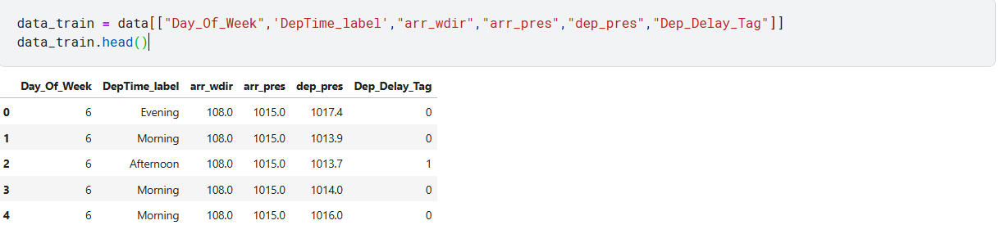 data_train = data[["Day_Of_Week",'DepTime_label',"arr_wdir","arr_pres","dep_pres","Dep_Delay_Tag"]]
data_train.head()
Day_Of_Week DepTime_label arr_wdir arr_pres dep_pres Dep_Delay_Tag
0 6 Evening 108.0 1015.0 1017.4 0
1 6 Morning 108.0 1015.0 1013.9 0
2 6 Afternoon 108.0 1015.0 1013.7 1
3 6 Morning 108.0 1015.0 1014.0 0
4 6 Morning 108.0 1015.0 1016.0 0